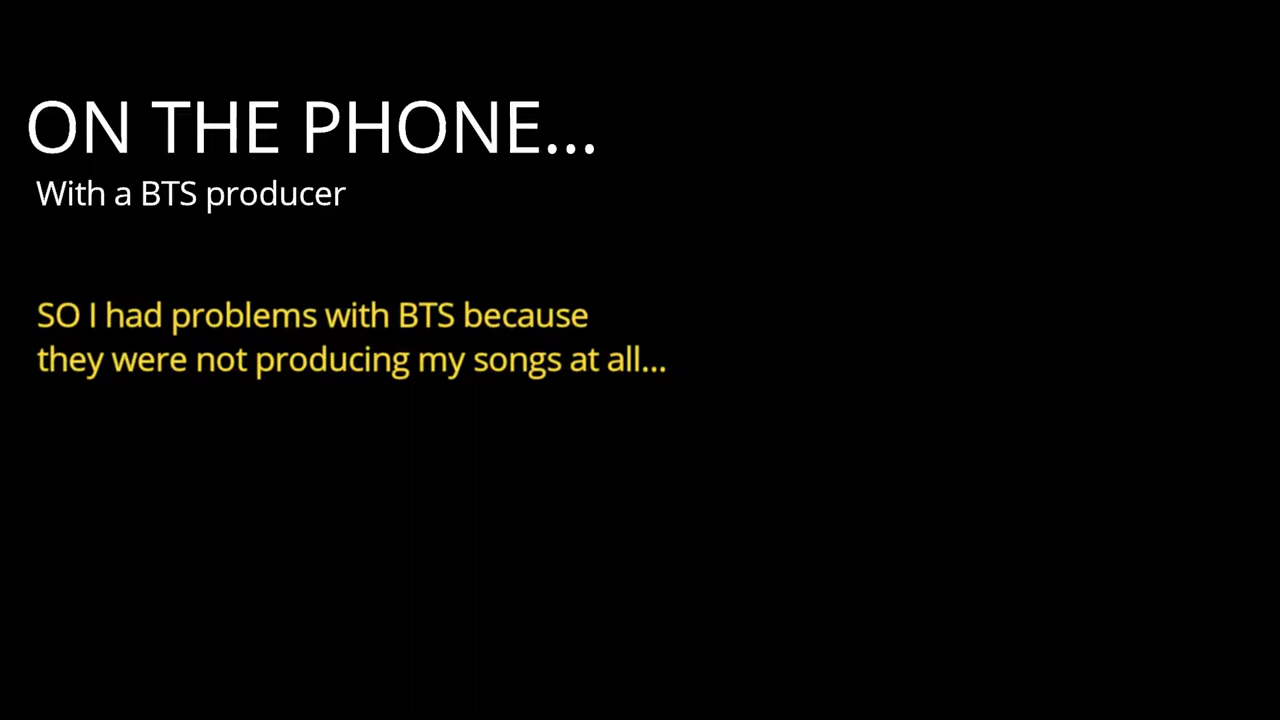 ON THE PHONE...
With a BTS producer
SO I had problems with BTS because
they were not producing my songs at all...